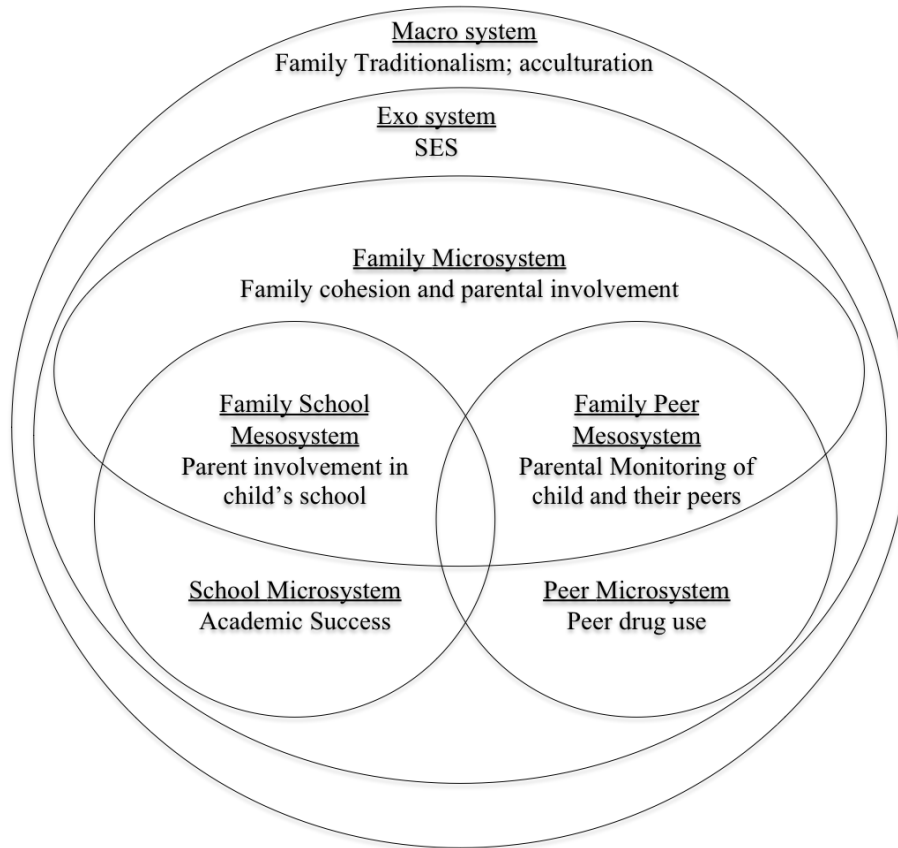 Macro system
Family Traditionalism; acculturation
Exo system
SES
Family Microsystem
Family cohesion and parental involvement
Family School
Mesosystem
Parent involvement in
child's school
Family Peer
Mesosystem
Parental Monitoring of
child and their peers
School Microsystem
Academic Success
Peer Microsystem
Peer drug use